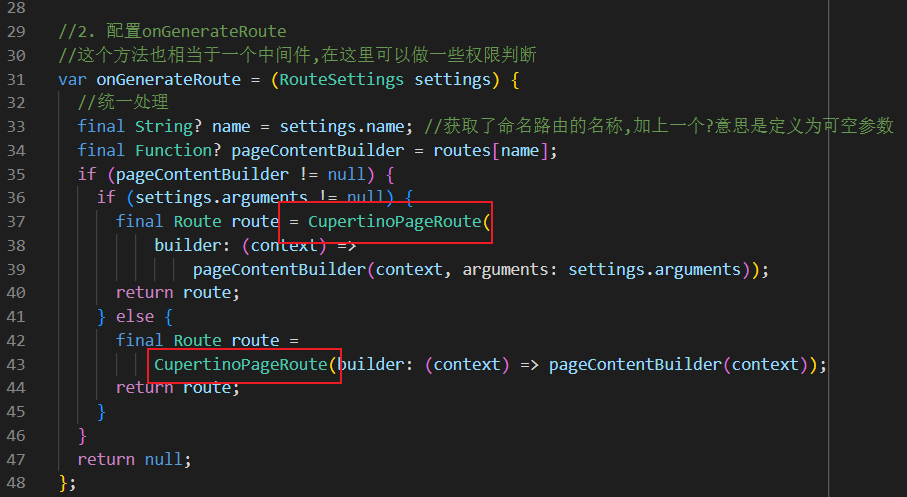 28
29 //2. 配置onGenerateRoute
30 //这个方法也相当于一个中间件,在这里可以做一些权限判断
31 var onGenerateRoute = (RouteSettings settings) {
32 //统一处理
33 final String? name = settings.name; //获取了命名路由的名称,加上一个?意思是定义为可空参数
34 final Function? pageContentBuilder = routes[name];
35 if (pageContentBuilder != null) {
36 if (settings.arguments != null) {
37 final Route route = CupertinoPageRoute(
38 builder: (context) =>
39 pageContentBuilder(context, arguments: settings.arguments));
40 return route;
41 } else {
42 final Route route =
43 CupertinoPageRoute(builder: (context) => pageContentBuilder(context));
44 return route;
45 }
46 }
47 return null;
48 };